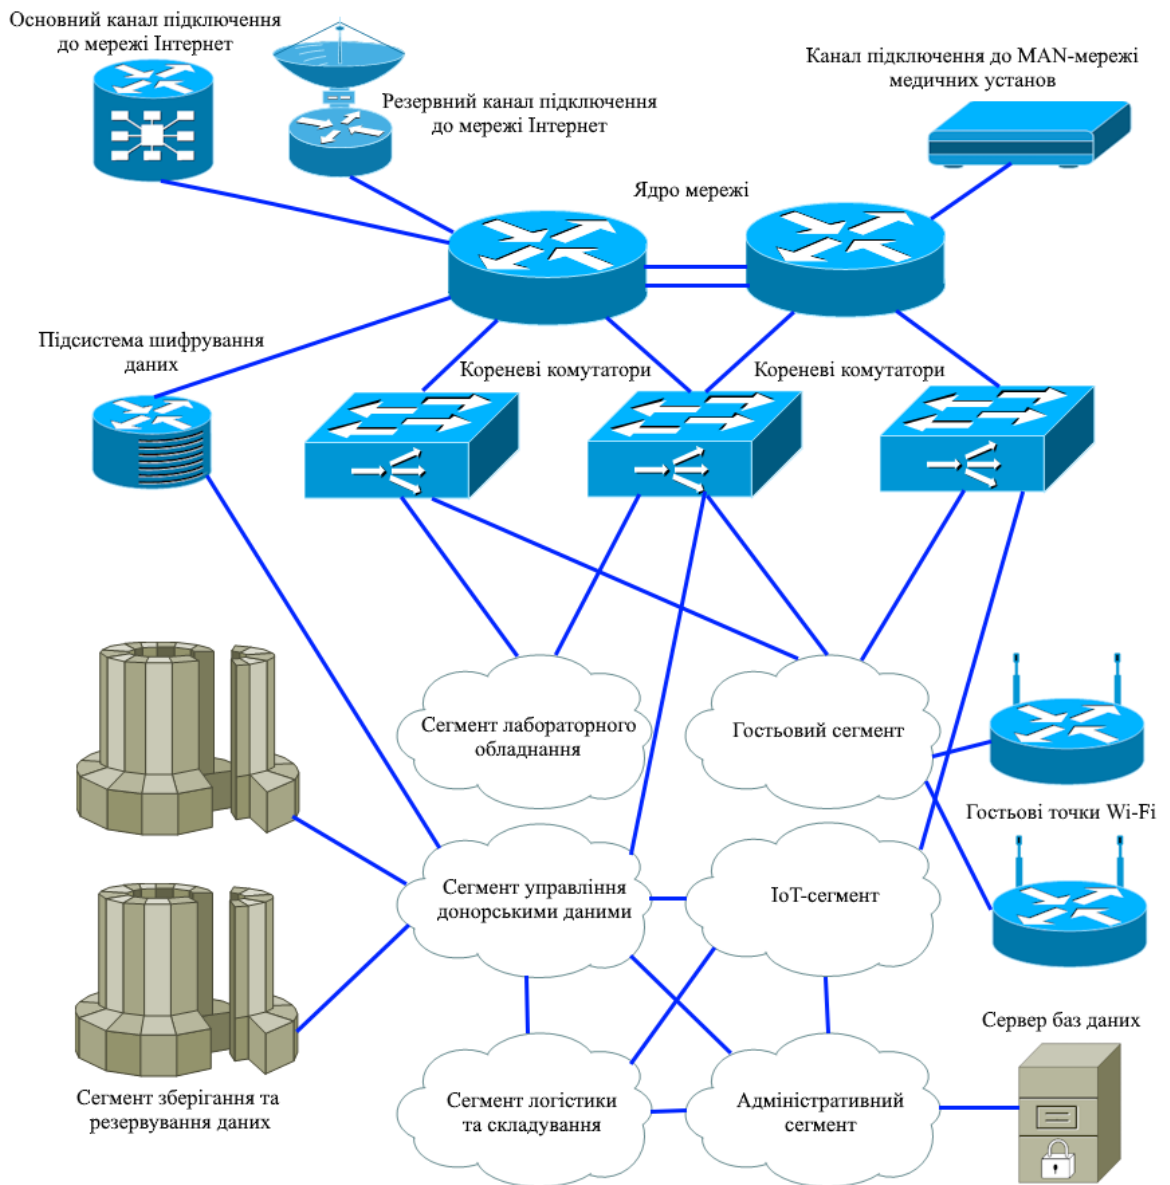 Основний канал підключення
до мережі Інтернет
Резервний канал підключення
до мережі Інтернет
Канал підключення до MAN-мережі
медичних установ
Ядро мережі
Підсистема шифрування
даних
Кореневі комутатори
Кореневі комутатори
Сегмент лабораторного
обладнання
Гостьовий сегмент
Гостьові точки Wi-Fi
Сегмент управління
донорськими даними
IoT-сегмент
Сервер баз даних
Сегмент зберігання та
резервування даних
Сегмент логістики
та складування
Адміністративний
сегмент